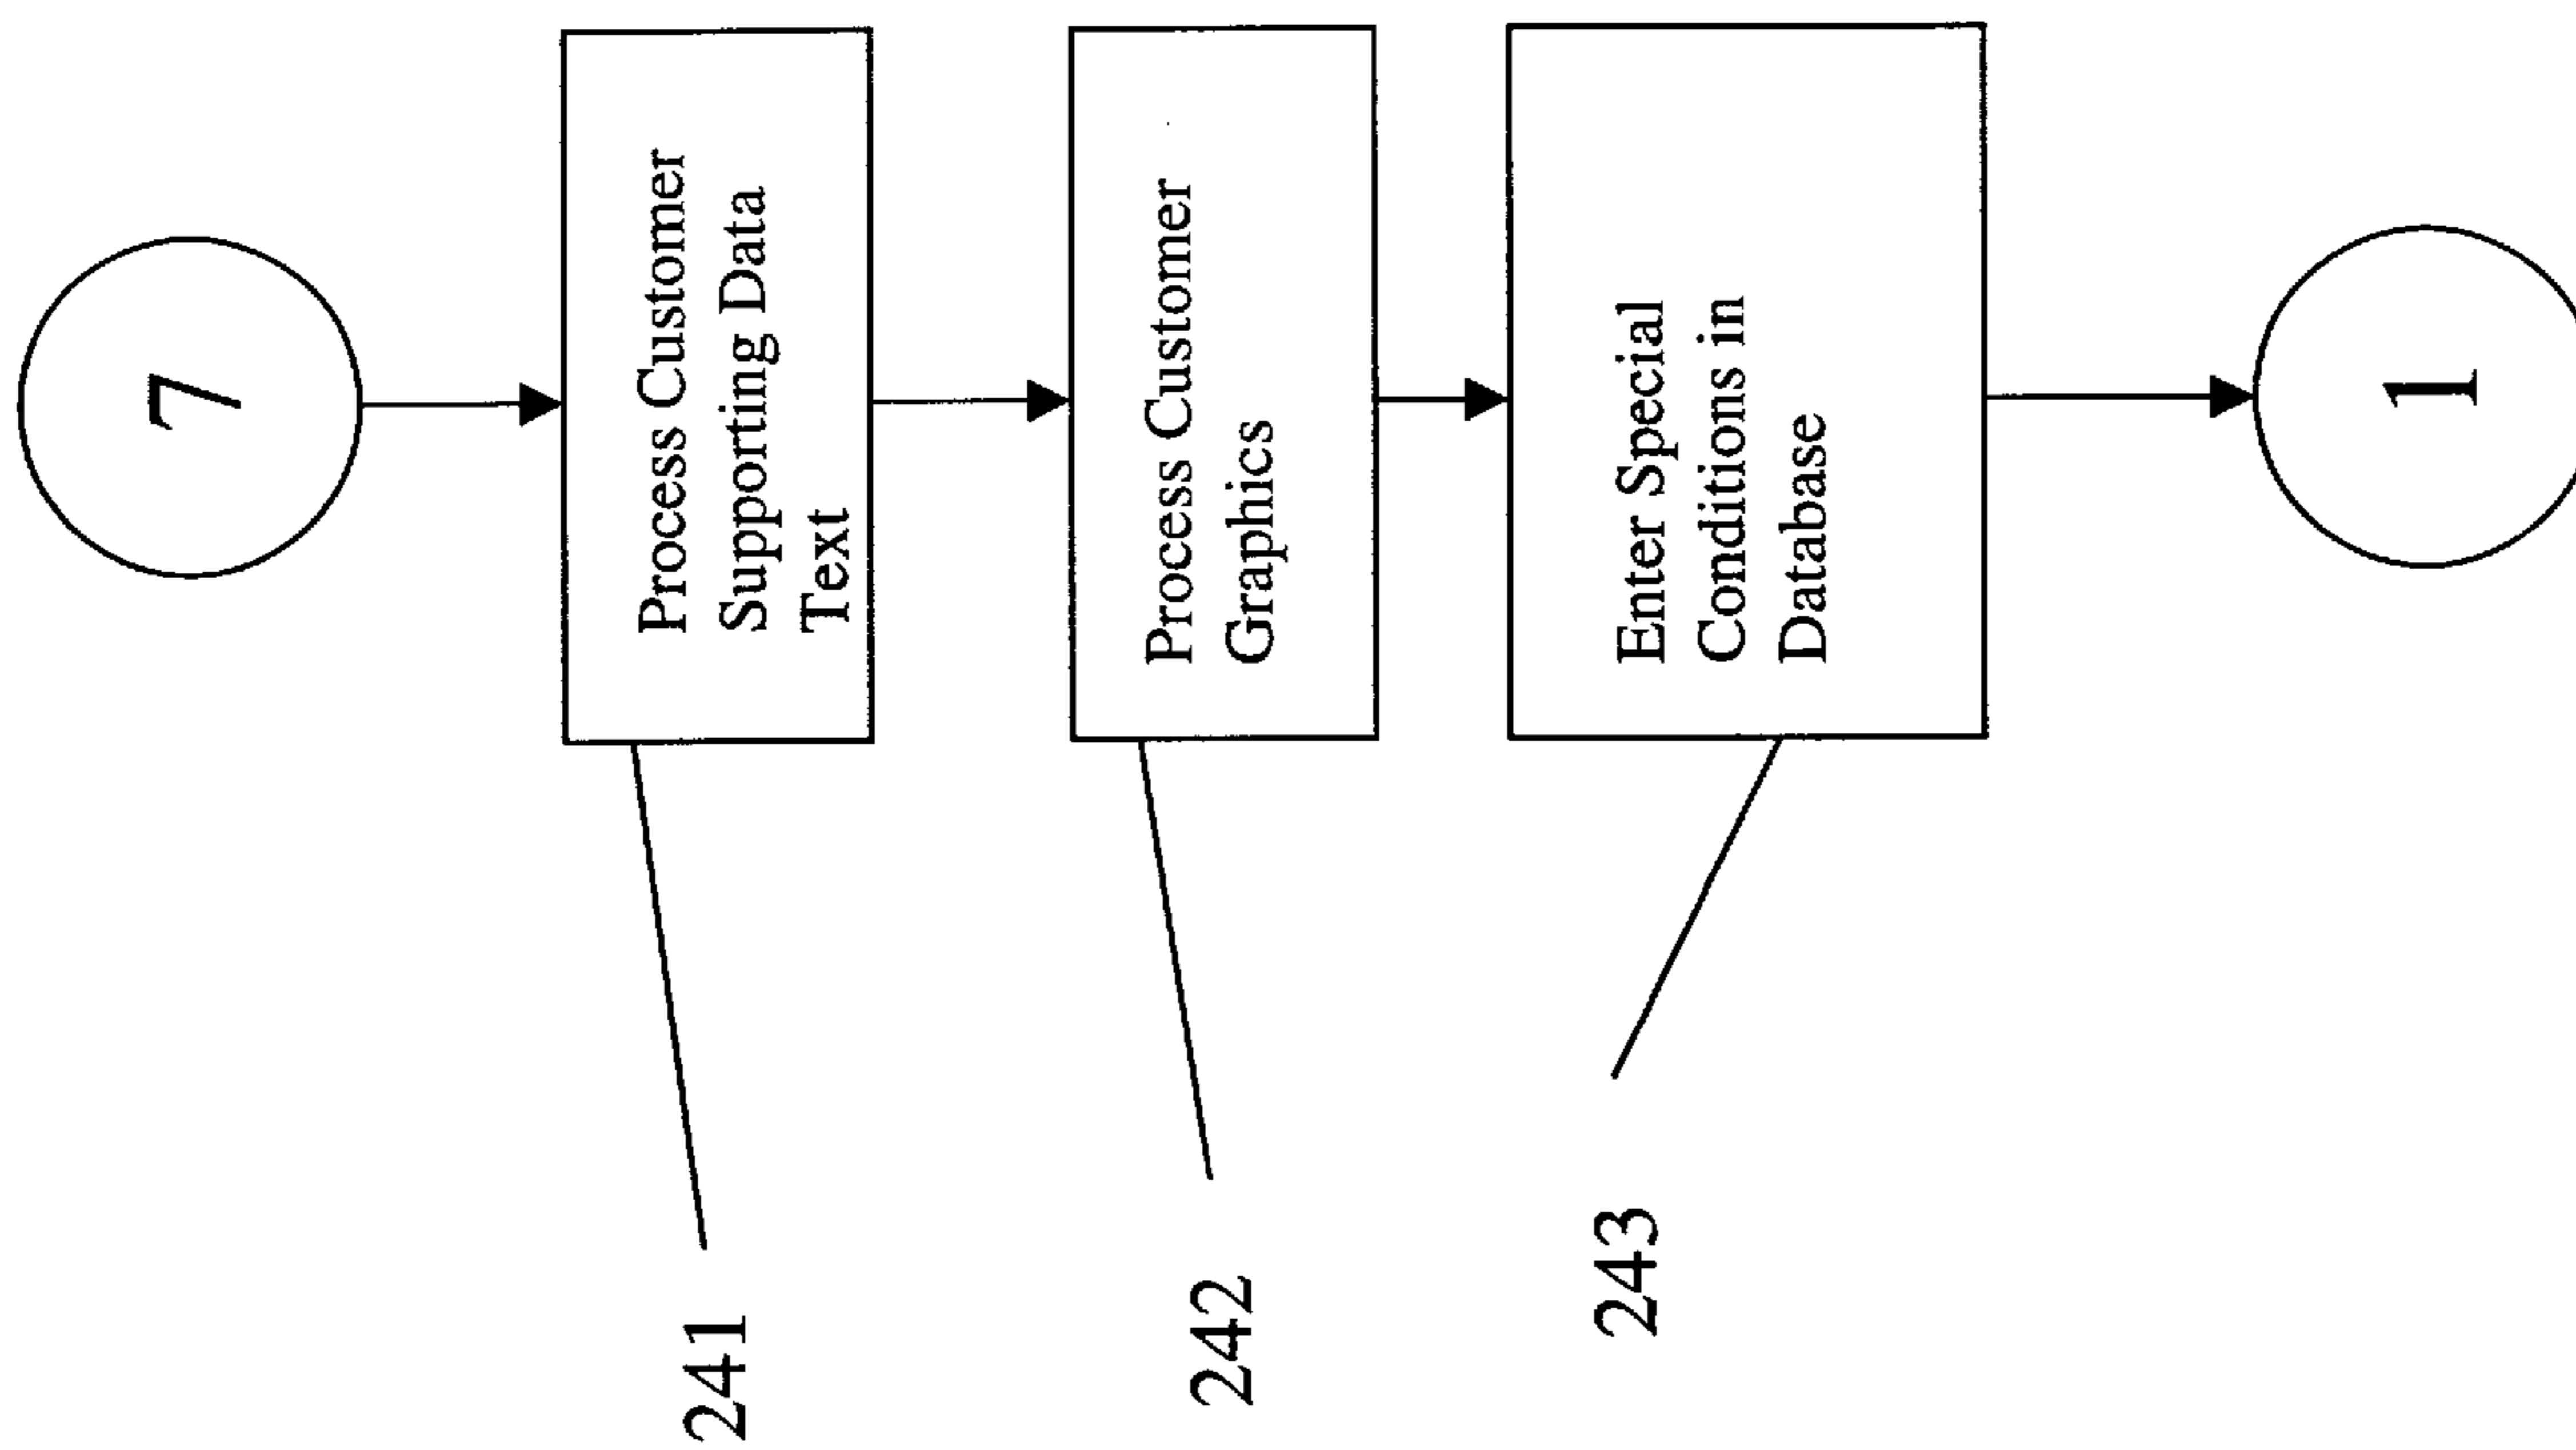 7
Process Customer
Supporting Data
Text
241
Process Customer
Graphics
242
Enter Special
Conditions in
Database
243
1